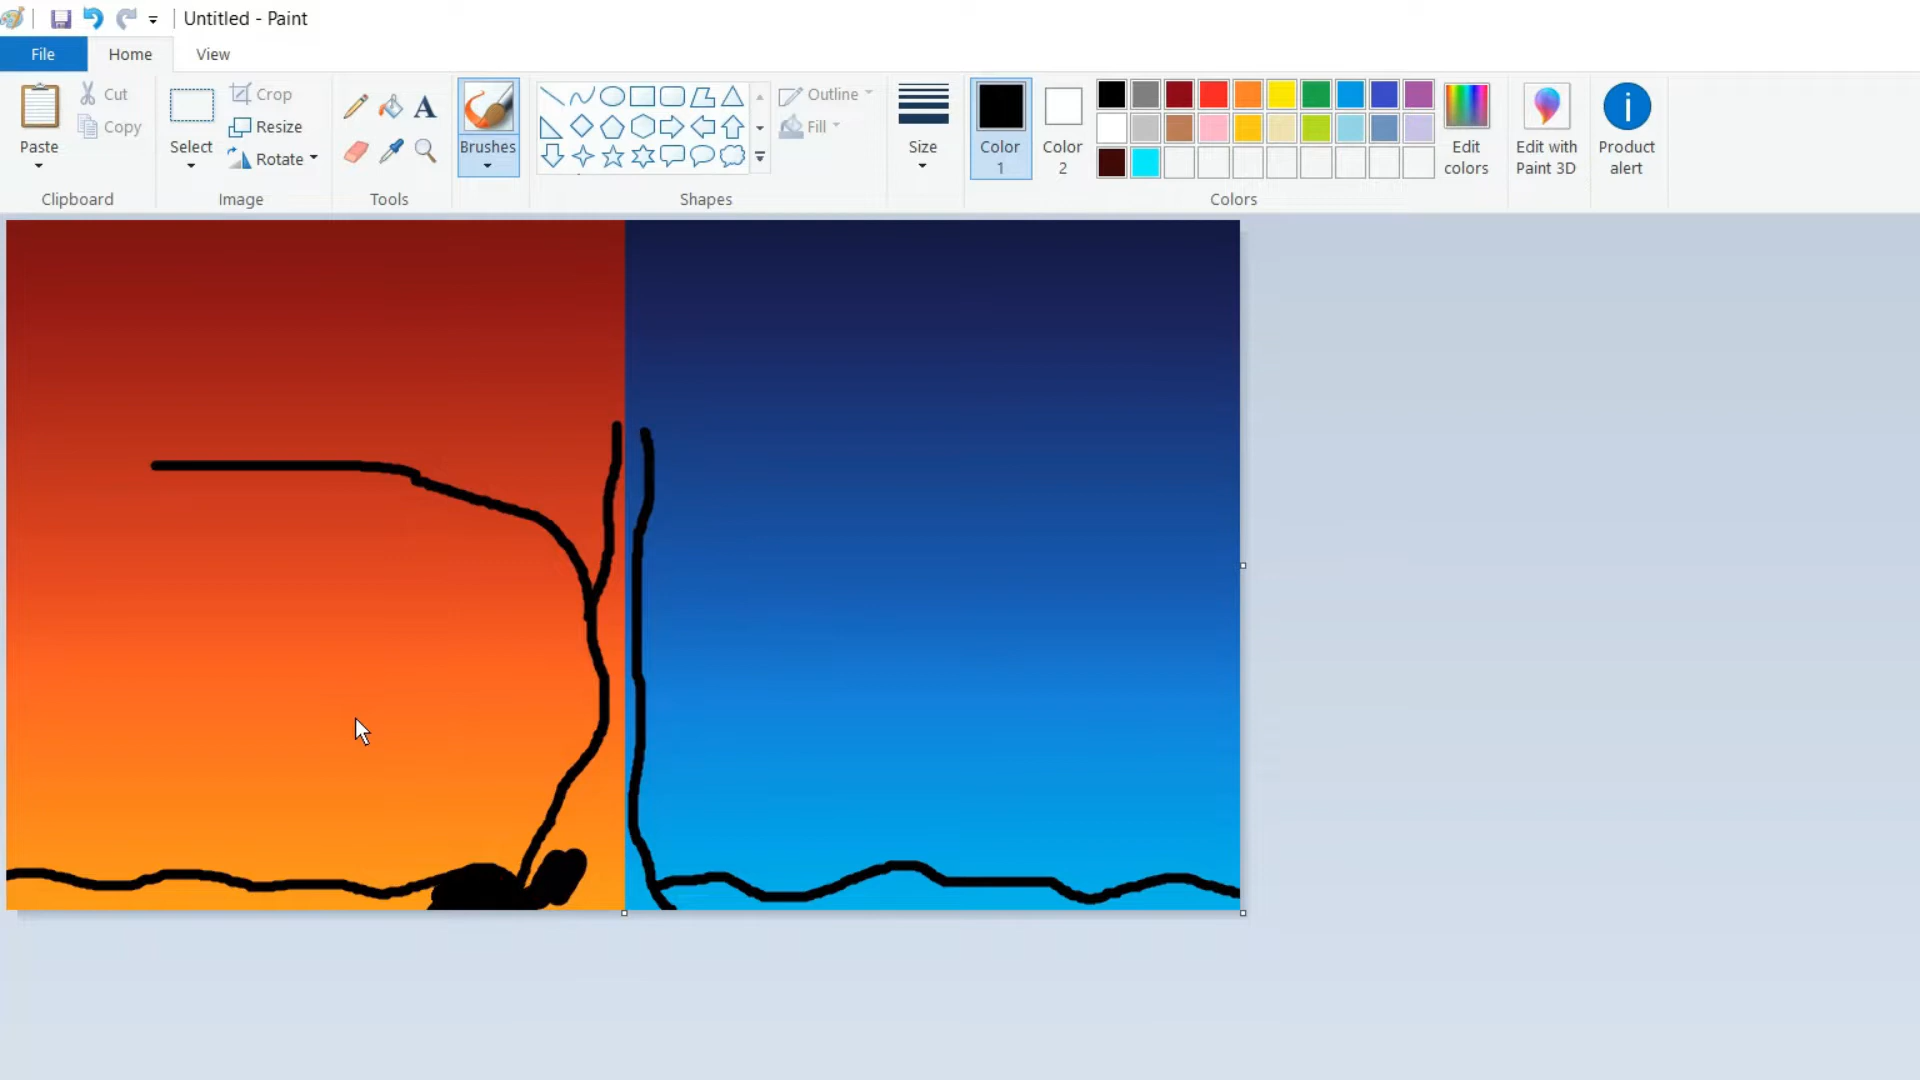 Untitled - Paint
File Home View
Paste
Cut
Copy
Clipboard
Select
Crop
Resize
Rotate
Image
A
Tools
Brushes
Shapes
Outline
Fill
Size
Color 1
Color 2
Colors
Edit colors
Edit with Paint 3D
Product alert